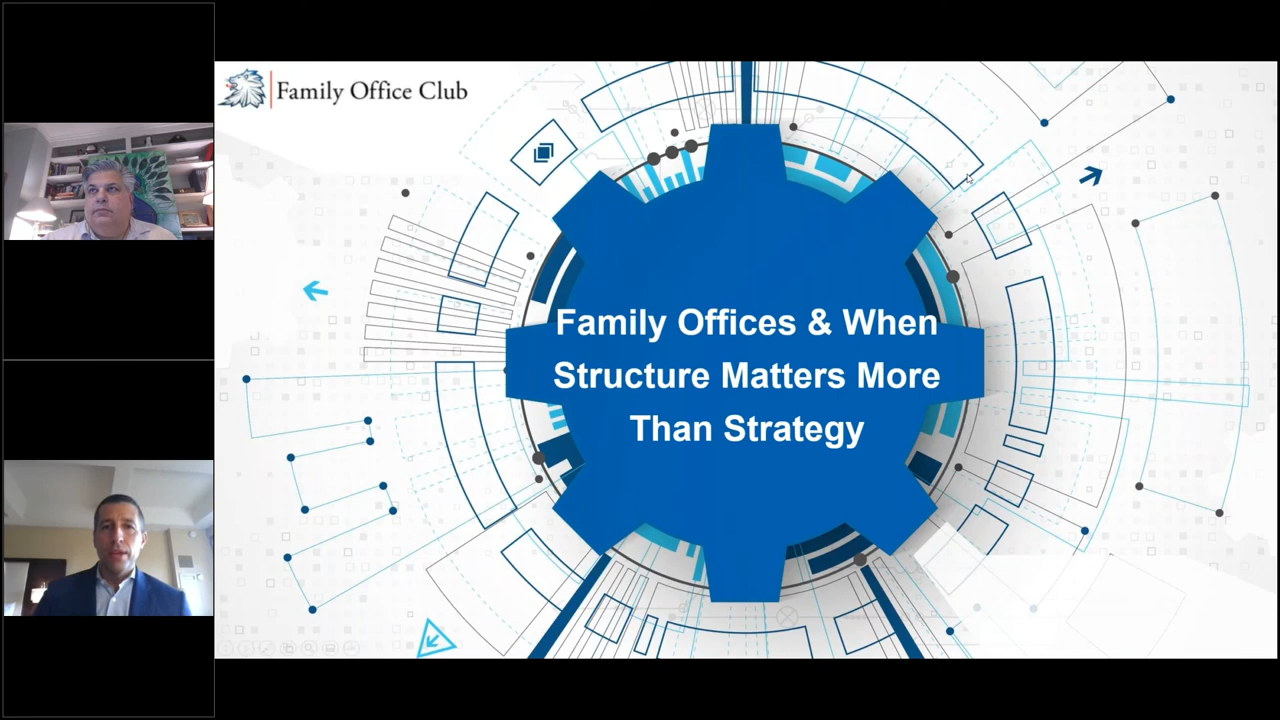 Family Office Club
Family Offices & When
Structure Matters More
Than Strategy